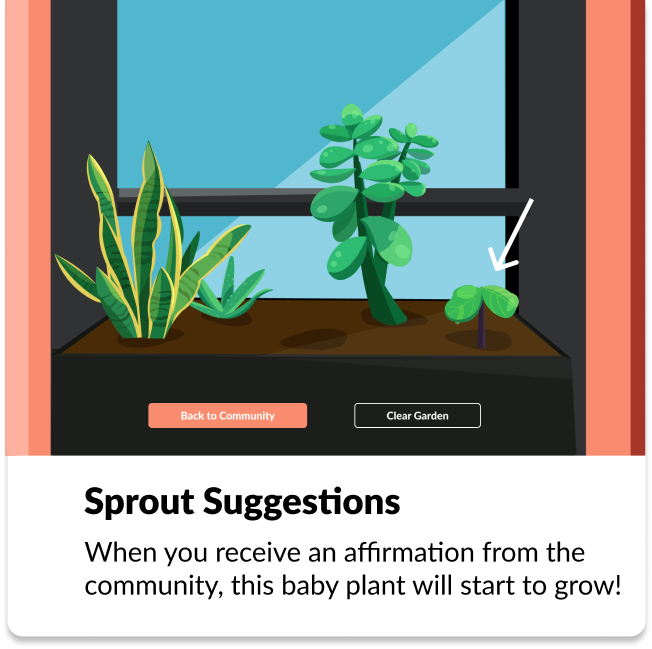 Back to Community
Clear Garden
Sprout Suggestions
When you receive an affirmation from the
community, this baby plant will start to grow!